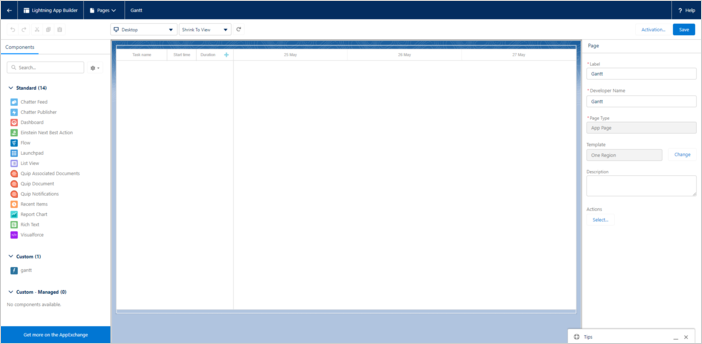 Lightning App Builder
Pages
Gantt
? Help
Desktop
Shrink To View
Activation...
Save
Components
Search...
Standard (14)
Chatter Feed
Chatter Publisher
Dashboard
Einstein Next Best Action
Flow
Launchpad
List View
Quip Associated Documents
Quip Document
Quip Notifications
Recent Items
Report Chart
Rich Text
Visualforce
Custom (1)
gantt
Custom - Managed (0)
No components available.
Get more on the AppExchange
Task name
Start time
Duration
25 May
26 May
27 May
Page
*Label
Gantt
*Developer Name
Gantt
*Page Type
App Page
Template
One Region
Change
Description
Actions
Select...
Tips